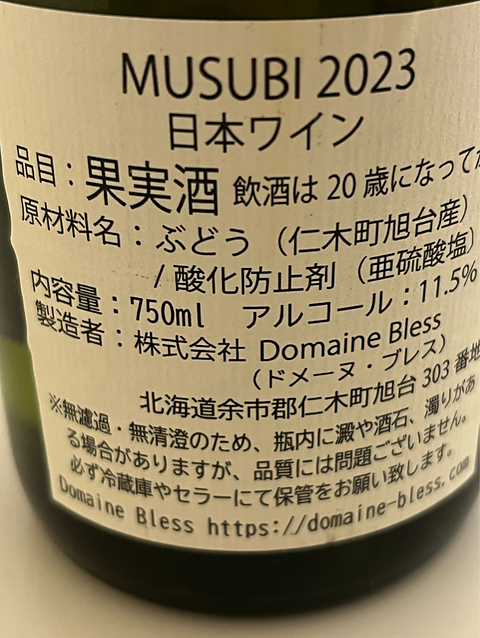 MUSUBI 2023
日本ワイン
品目：果実酒 飲酒は20歳になってか
原材料名：ぶどう（仁木町旭台産）
/ 酸化防止剤（亜硫酸塩）
内容量：750ml アルコール：11.5%
製造者：株式会社 Domaine Bless
（ドメーヌ・ブレス）
北海道余市郡仁木町旭台 303 番地
※無濾過・無清澄のため、瓶内に澱や酒石、濁りがあ
る場合がありますが、品質には問題ございません。
必ず冷蔵庫やセラーにて保管をお願い致します。
Domaine Bless https://domaine-bless.com